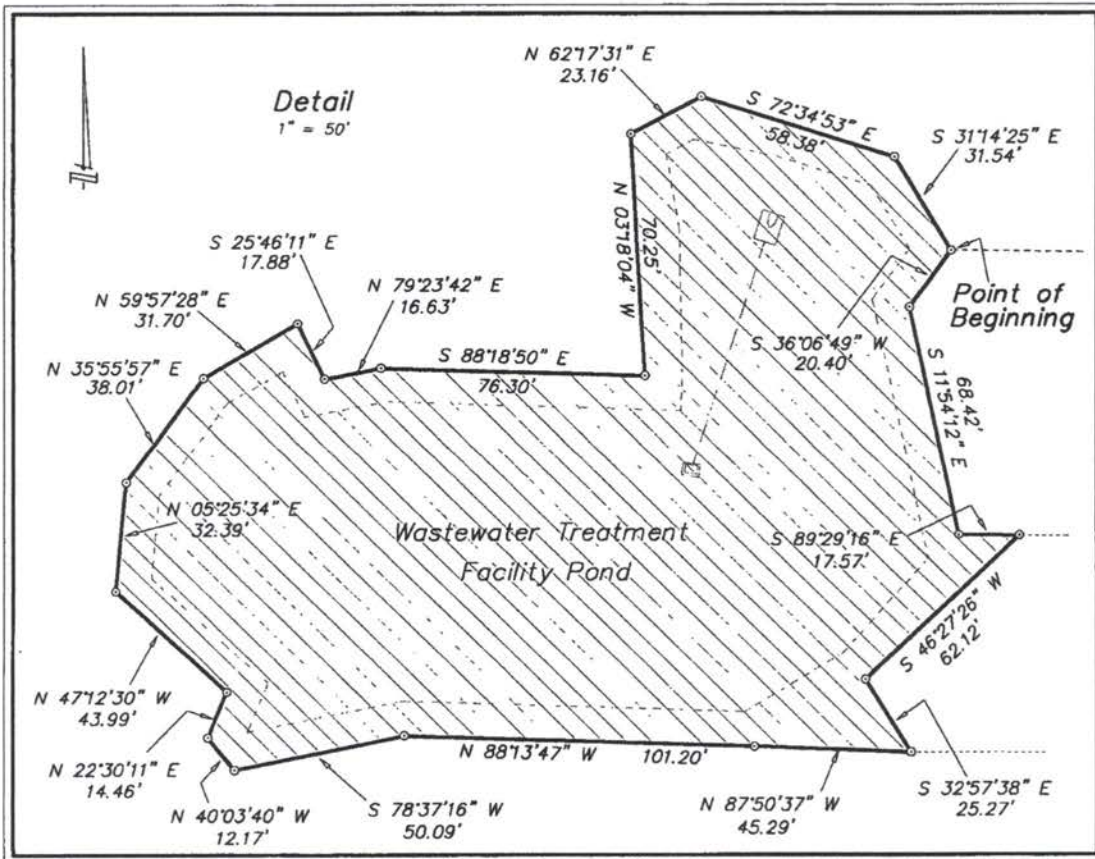 N 62°17'31" E
23.16'
Detail
1" = 50'
S 72°34'53" E
58.38'
S 31°14'25" E
31.54'
N 03°18'04" W
70.25'
S 25°46'11" E
17.88'
N 79°23'42" E
16.63'
N 59°57'28" E
31.70'
Point of
Beginning
S 36°06'49" W
20.40'
N 35°55'57" E
38.01'
S 88°18'50" E
76.30'
68.42'
S 11°54'12" E
N 05°25'34" E
32.39'
Wastewater Treatment
Facility Pond
S 89°29'16" E
17.57'
S 46°27'26" W
62.12'
N 47°12'30" W
43.99'
N 22°30'11" E
14.46'
N 40°03'40" W
12.17'
S 78°37'16" W
50.09'
N 88°13'47" W
101.20'
N 87°50'37" W
45.29'
S 32°57'38" E
25.27'